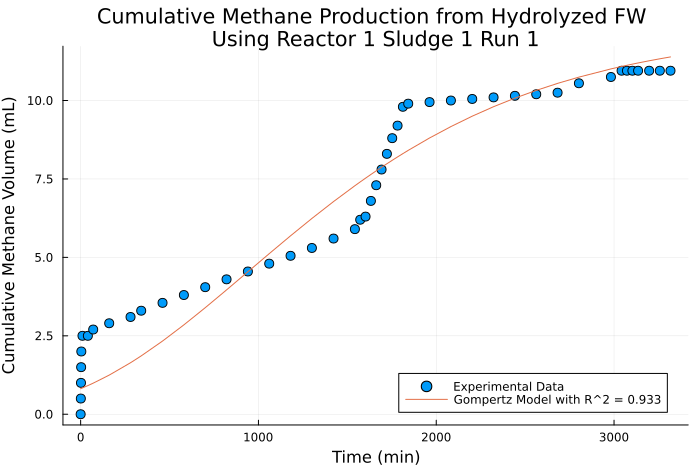 Cumulative Methane Production from Hydrolyzed FW
Using Reactor 1 Sludge 1 Run 1
Cumulative Methane Volume (mL)
10.0
7.5
5.0
2.5
0.0
Experimental Data
Gompertz Model with R^2 = 0.933
0
1000
2000
3000
Time (min)